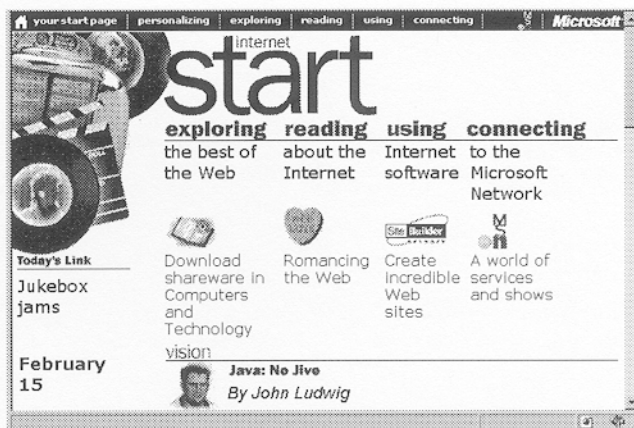 your start page personalizing exploring reading using connecting Microsoft
internet
start
exploring reading using connecting
the best of the Web
about the Internet
Internet software
to the Microsoft Network
Site Builder
NETWORK
msn
Download shareware in Computers and Technology
Romancing the Web
Create incredible Web sites
A world of services and shows
Today's Link
Jukebox
jams
February
15
vision
Java: No Jive
By John Ludwig